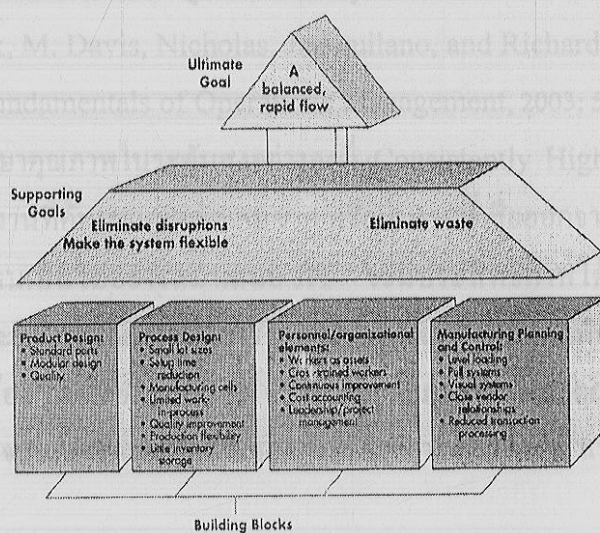 Ultimate
Goal
A
balanced,
rapid flow
M. Davis, Nicholas
and Richard
2003;
Consistently High
Supporting
Goals
Eliminate disruptions
Make the system flexible
Eliminate waste
Product Design:
• Standard parts
• Modular design
• Quality
Process Design:
• Small lot sizes
• Setup time
reduction
• Manufacturing cells
• Limited work-
in-process
• Quality improvement
• Production flexibility
• Little inventory
storage
Personnel/organizational
elements:
• Workers as assets
• Cross-trained workers
• Continuous improvement
• Cost accounting
• Leadership/project
management
Manufacturing Planning
and Control:
• Level loading
• Pull systems
• Visual systems
• Close vendor
relationships
• Reduced transaction
processing
Building Blocks